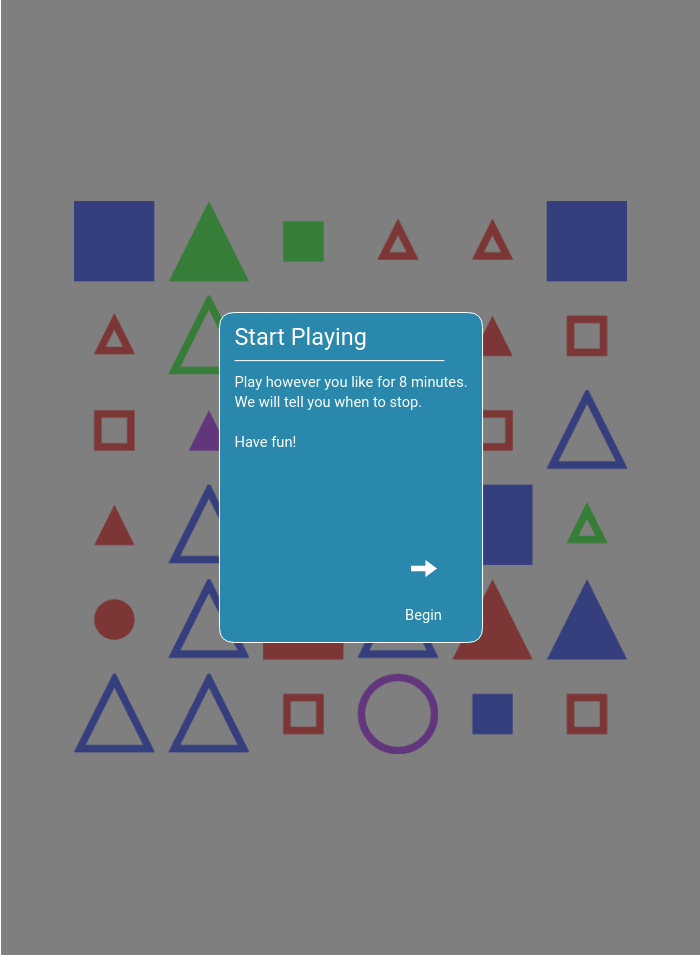 Start Playing
Play however you like for 8 minutes.
We will tell you when to stop.
Have fun!
Begin